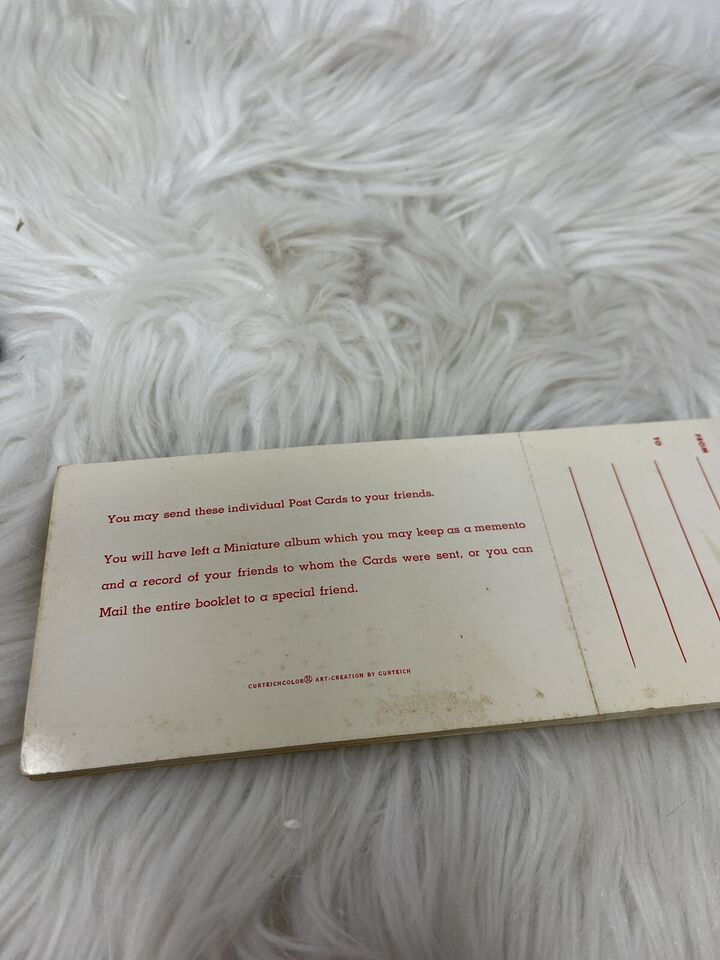 You may send these individual Post Cards to your friends.
You will have left a Miniature album which you may keep as a memento
and a record of your friends to whom the Cards were sent, or you can
Mail the entire booklet to a special friend.
CURTEICHCOLOR® ART-CREATION BY CURTEICH
TO
FROM